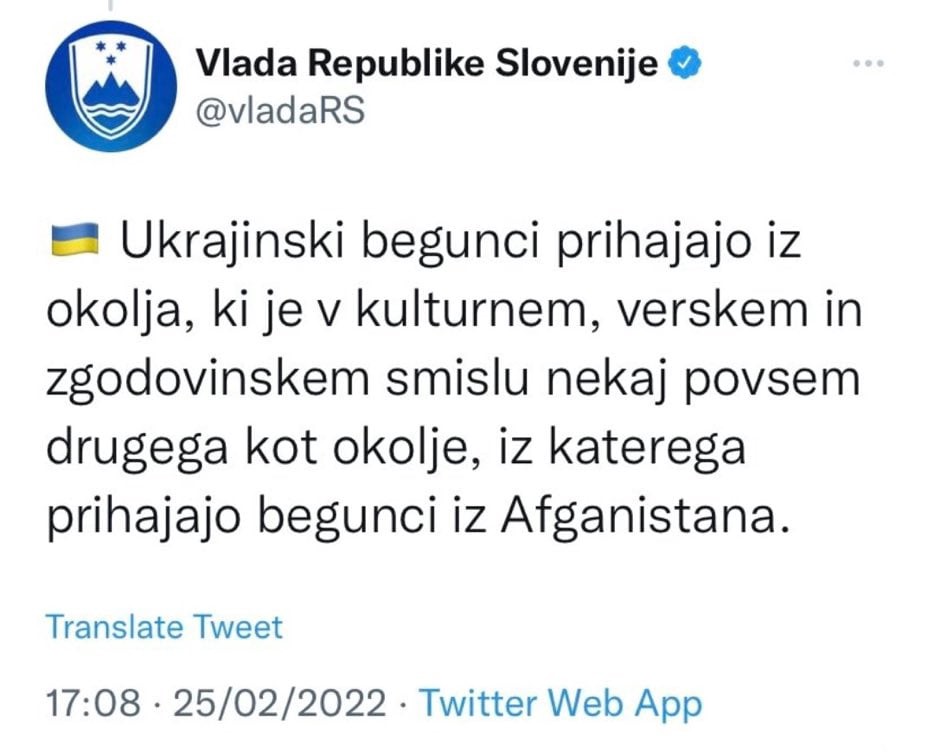 Vlada Republike Slovenije
@vladaRS
🇺🇦 Ukrajinski begunci prihajajo iz
okolja, ki je v kulturnem, verskem in
zgodovinskem smislu nekaj povsem
drugega kot okolje, iz katerega
prihajajo begunci iz Afganistana.
Translate Tweet
17:08 · 25/02/2022 · Twitter Web App